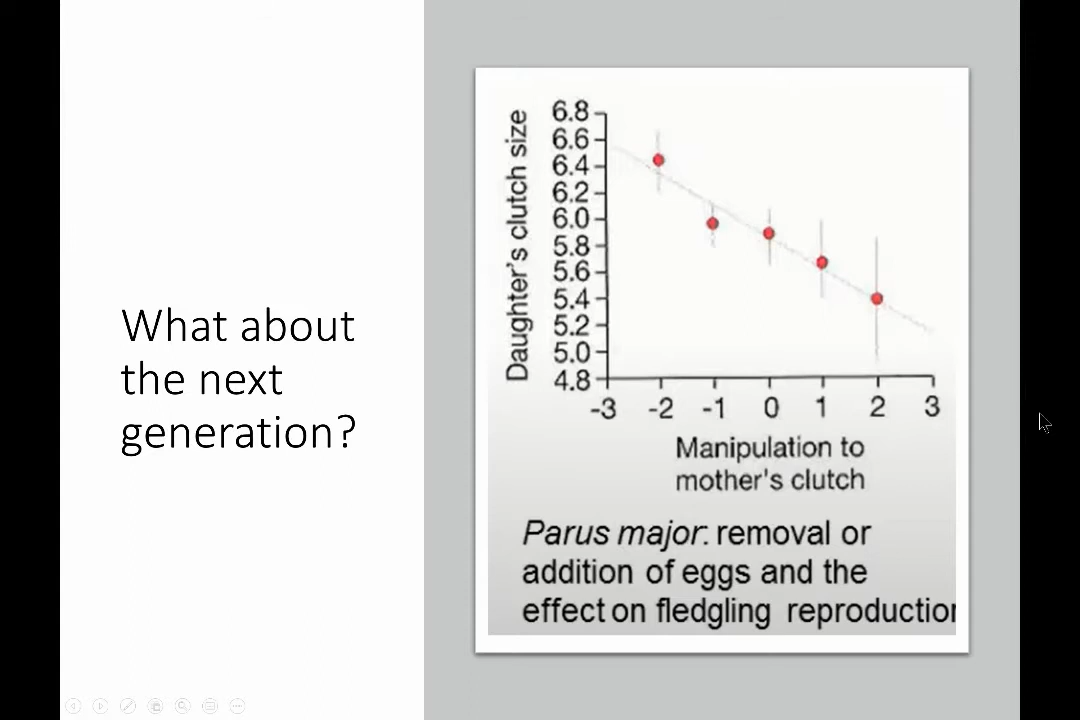 What about
the next
generation?
Daughter's clutch size
6.8
6.6
6.4
6.2
6.0
5.8
5.6
5.4
5.2
5.0
4.8
-3 -2 -1 0 1 2 3
Manipulation to
mother's clutch
Parus major: removal or
addition of eggs and the
effect on fledgling reproduction